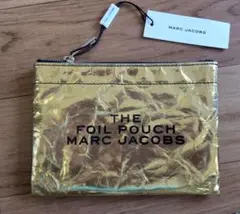 MARC JACOBS
THE
FOIL POUCH
MARC JACOBS